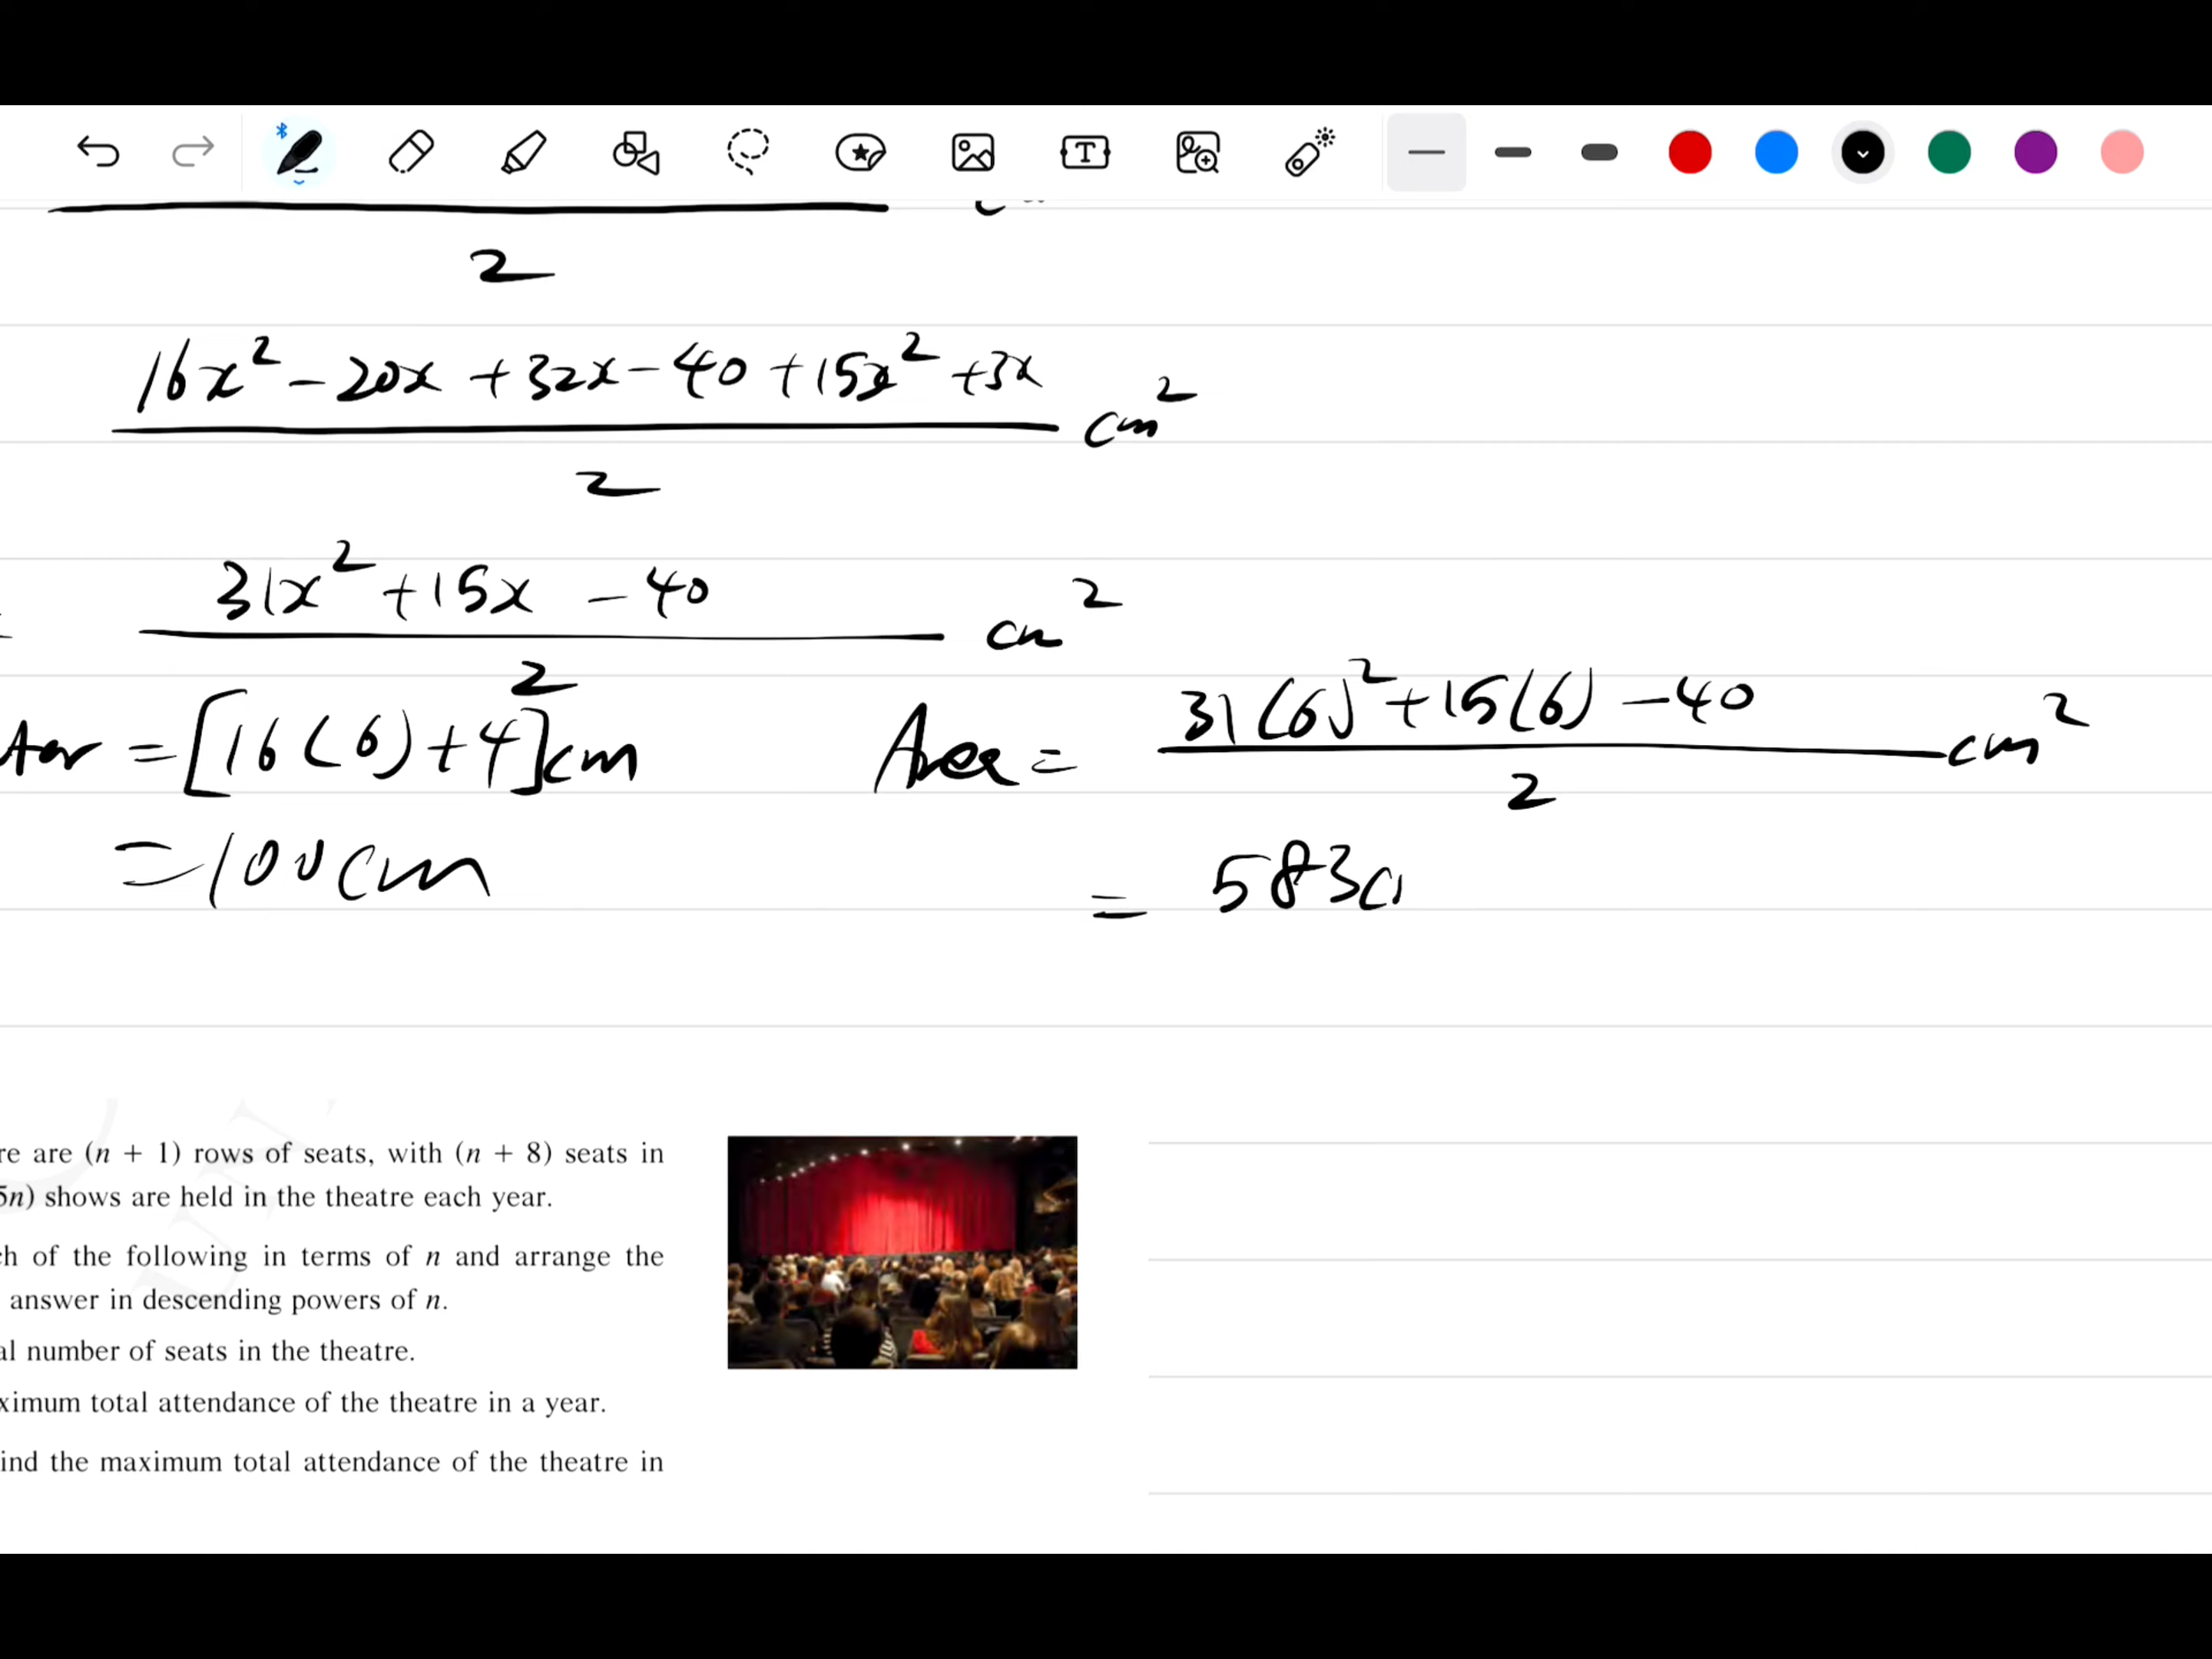 2
16x² - 20x + 32x - 40 + 15x² + 3x
cm²
2
31x² + 15x - 40
cm²
2
= [16(6) + 4] cm
Area = 31(6)² + 15(6) - 40 cm²
2
= 100 cm
= 583 c
re are (n + 1) rows of seats, with (n + 8) seats in
5n) shows are held in the theatre each year.
ch of the following in terms of n and arrange the
answer in descending powers of n.
al number of seats in the theatre.
ximum total attendance of the theatre in a year.
ind the maximum total attendance of the theatre in